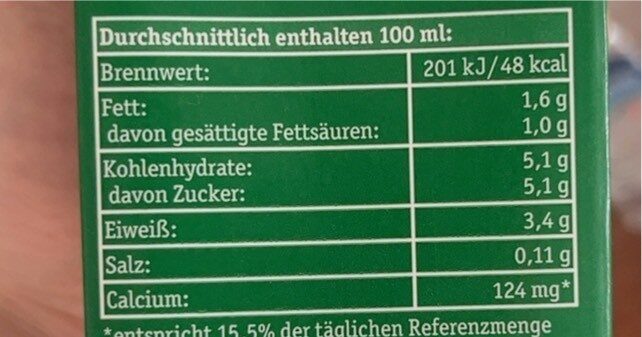 Durchschnittlich enthalten 100 ml:
Brennwert: 201 kJ/48 kcal
Fett: 1,6 g
davon gesättigte Fettsäuren: 1,0 g
Kohlenhydrate: 5,1 g
davon Zucker: 5,1 g
Eiweiß: 3,4 g
Salz: 0,11 g
Calcium: 124 mg*
*entspricht 15,5% der täglichen Referenzmenge